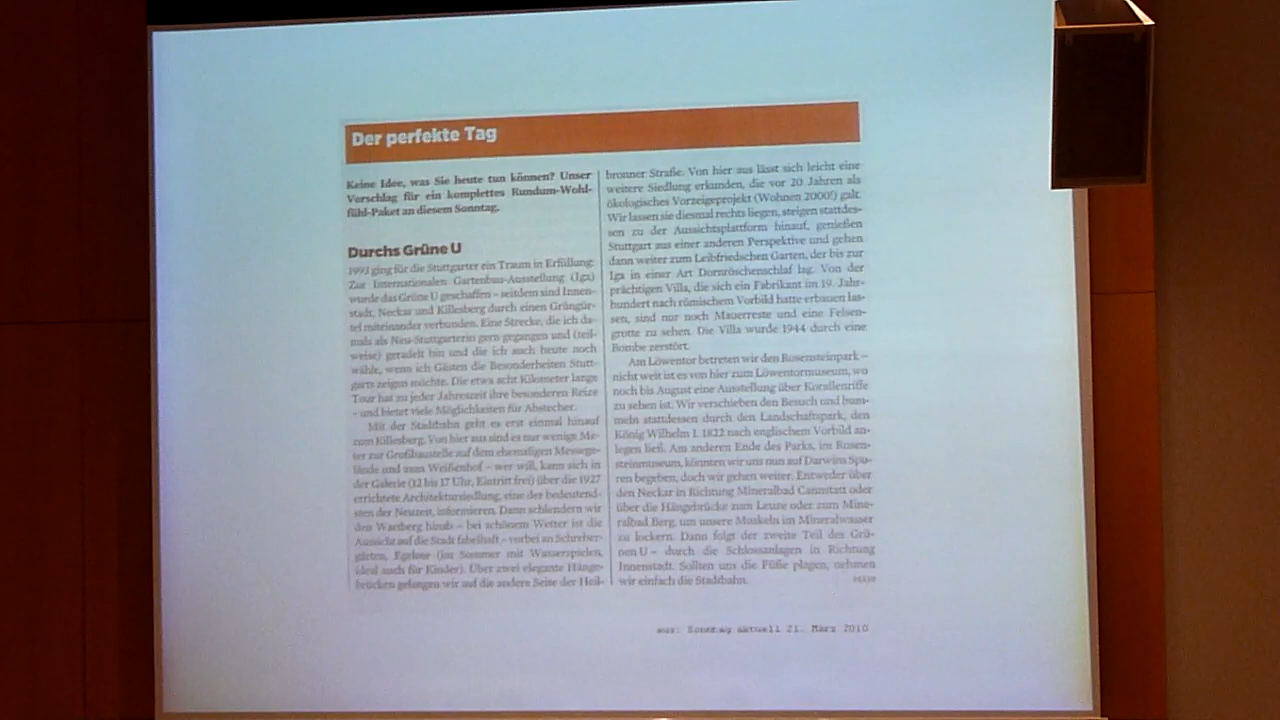 Der perfekte Tag
Keine Idee, was Sie heute tun können? Unser
Vorschlag für ein komplettes Rundum-Wohl-
fühl-Paket an diesem Sonntag.
Durchs Grüne U
1993 ging für die Stuttgarter ein Traum in Erfüllung:
Zur Internationalen Gartenbau-Ausstellung (Iga)
wurde das Grüne U geschaffen – seitdem sind Innen-
stadt, Neckar und Killesberg durch einen Grüngür-
tel miteinander verbunden. Eine Strecke, die ich da-
mals als Neu-Stuttgarterin gern gegangen und (teil-
weise) geradelt bin und die ich auch heute noch
wähle, wenn ich Gästen die Besonderheiten Stutt-
garts zeigen möchte. Die etwa acht Kilometer lange
Tour hat zu jeder Jahreszeit ihre besonderen Reize
– und bietet viele Möglichkeiten für Abstecher.
Mit der Stadtbahn geht es erst einmal hinauf
zum Killesberg. Von hier aus sind es nur wenige Me-
ter zur Großbaustelle auf dem ehemaligen Messege-
lände und zum Weißenhof – wer will, kann sich in
der Galerie (12 bis 17 Uhr, Eintritt frei) über die 1927
errichtete Architektursiedlung, eine der bedeutend-
sten der Neuzeit, informieren. Dann schlendern wir
den Wartberg hinab – bei schönem Wetter ist die
Aussicht auf die Stadt fabelhaft – vorbei an Schreber-
gärten, Egelsee (im Sommer mit Wasserspielen,
ideal auch für Kinder). Über zwei elegante Hänge-
brücken gelangen wir auf die andere Seite der Heil-
bronner Straße. Von hier aus lässt sich leicht eine
weitere Siedlung erkunden, die vor 20 Jahren als
ökologisches Vorzeigeprojekt (Wohnen 2000!) galt.
Wir lassen sie diesmal rechts liegen, steigen stattdes-
sen zu der Aussichtsplattform hinauf, genießen
Stuttgart aus einer anderen Perspektive und gehen
dann weiter zum Leibfriedschen Garten, der bis zur
Iga in einer Art Dornröschenschlaf lag. Von der
prächtigen Villa, die sich ein Fabrikant im 19. Jahr-
hundert nach römischem Vorbild hatte erbauen las-
sen, sind nur noch Mauerreste und eine Felsen-
grotte zu sehen. Die Villa wurde 1944 durch eine
Bombe zerstört.
Am Löwentor betreten wir den Rosensteinpark –
nicht weit ist es von hier zum Löwentormuseum, wo
noch bis August eine Ausstellung über Korallenriffe
zu sehen ist. Wir verschieben den Besuch und bum-
meln stattdessen durch den Landschaftspark, den
König Wilhelm I. 1822 nach englischem Vorbild an-
legen ließ. Am anderen Ende des Parks, im Rosen-
steinmuseum, könnten wir uns nun auf Darwins Spu-
ren begeben, doch wir gehen weiter. Entweder über
den Neckar in Richtung Mineralbad Cannstatt oder
über die Hängebrücke zum Leuze oder zum Mine-
ralbad Berg, um unsere Muskeln im Mineralwasser
zu lockern. Dann folgt der zweite Teil des Grü-
nen U – durch die Schlossanlagen in Richtung
Innenstadt. Sollten uns die Füße plagen, nehmen
wir einfach die Stadtbahn.
aus: Sonntag aktuell 21. März 2010